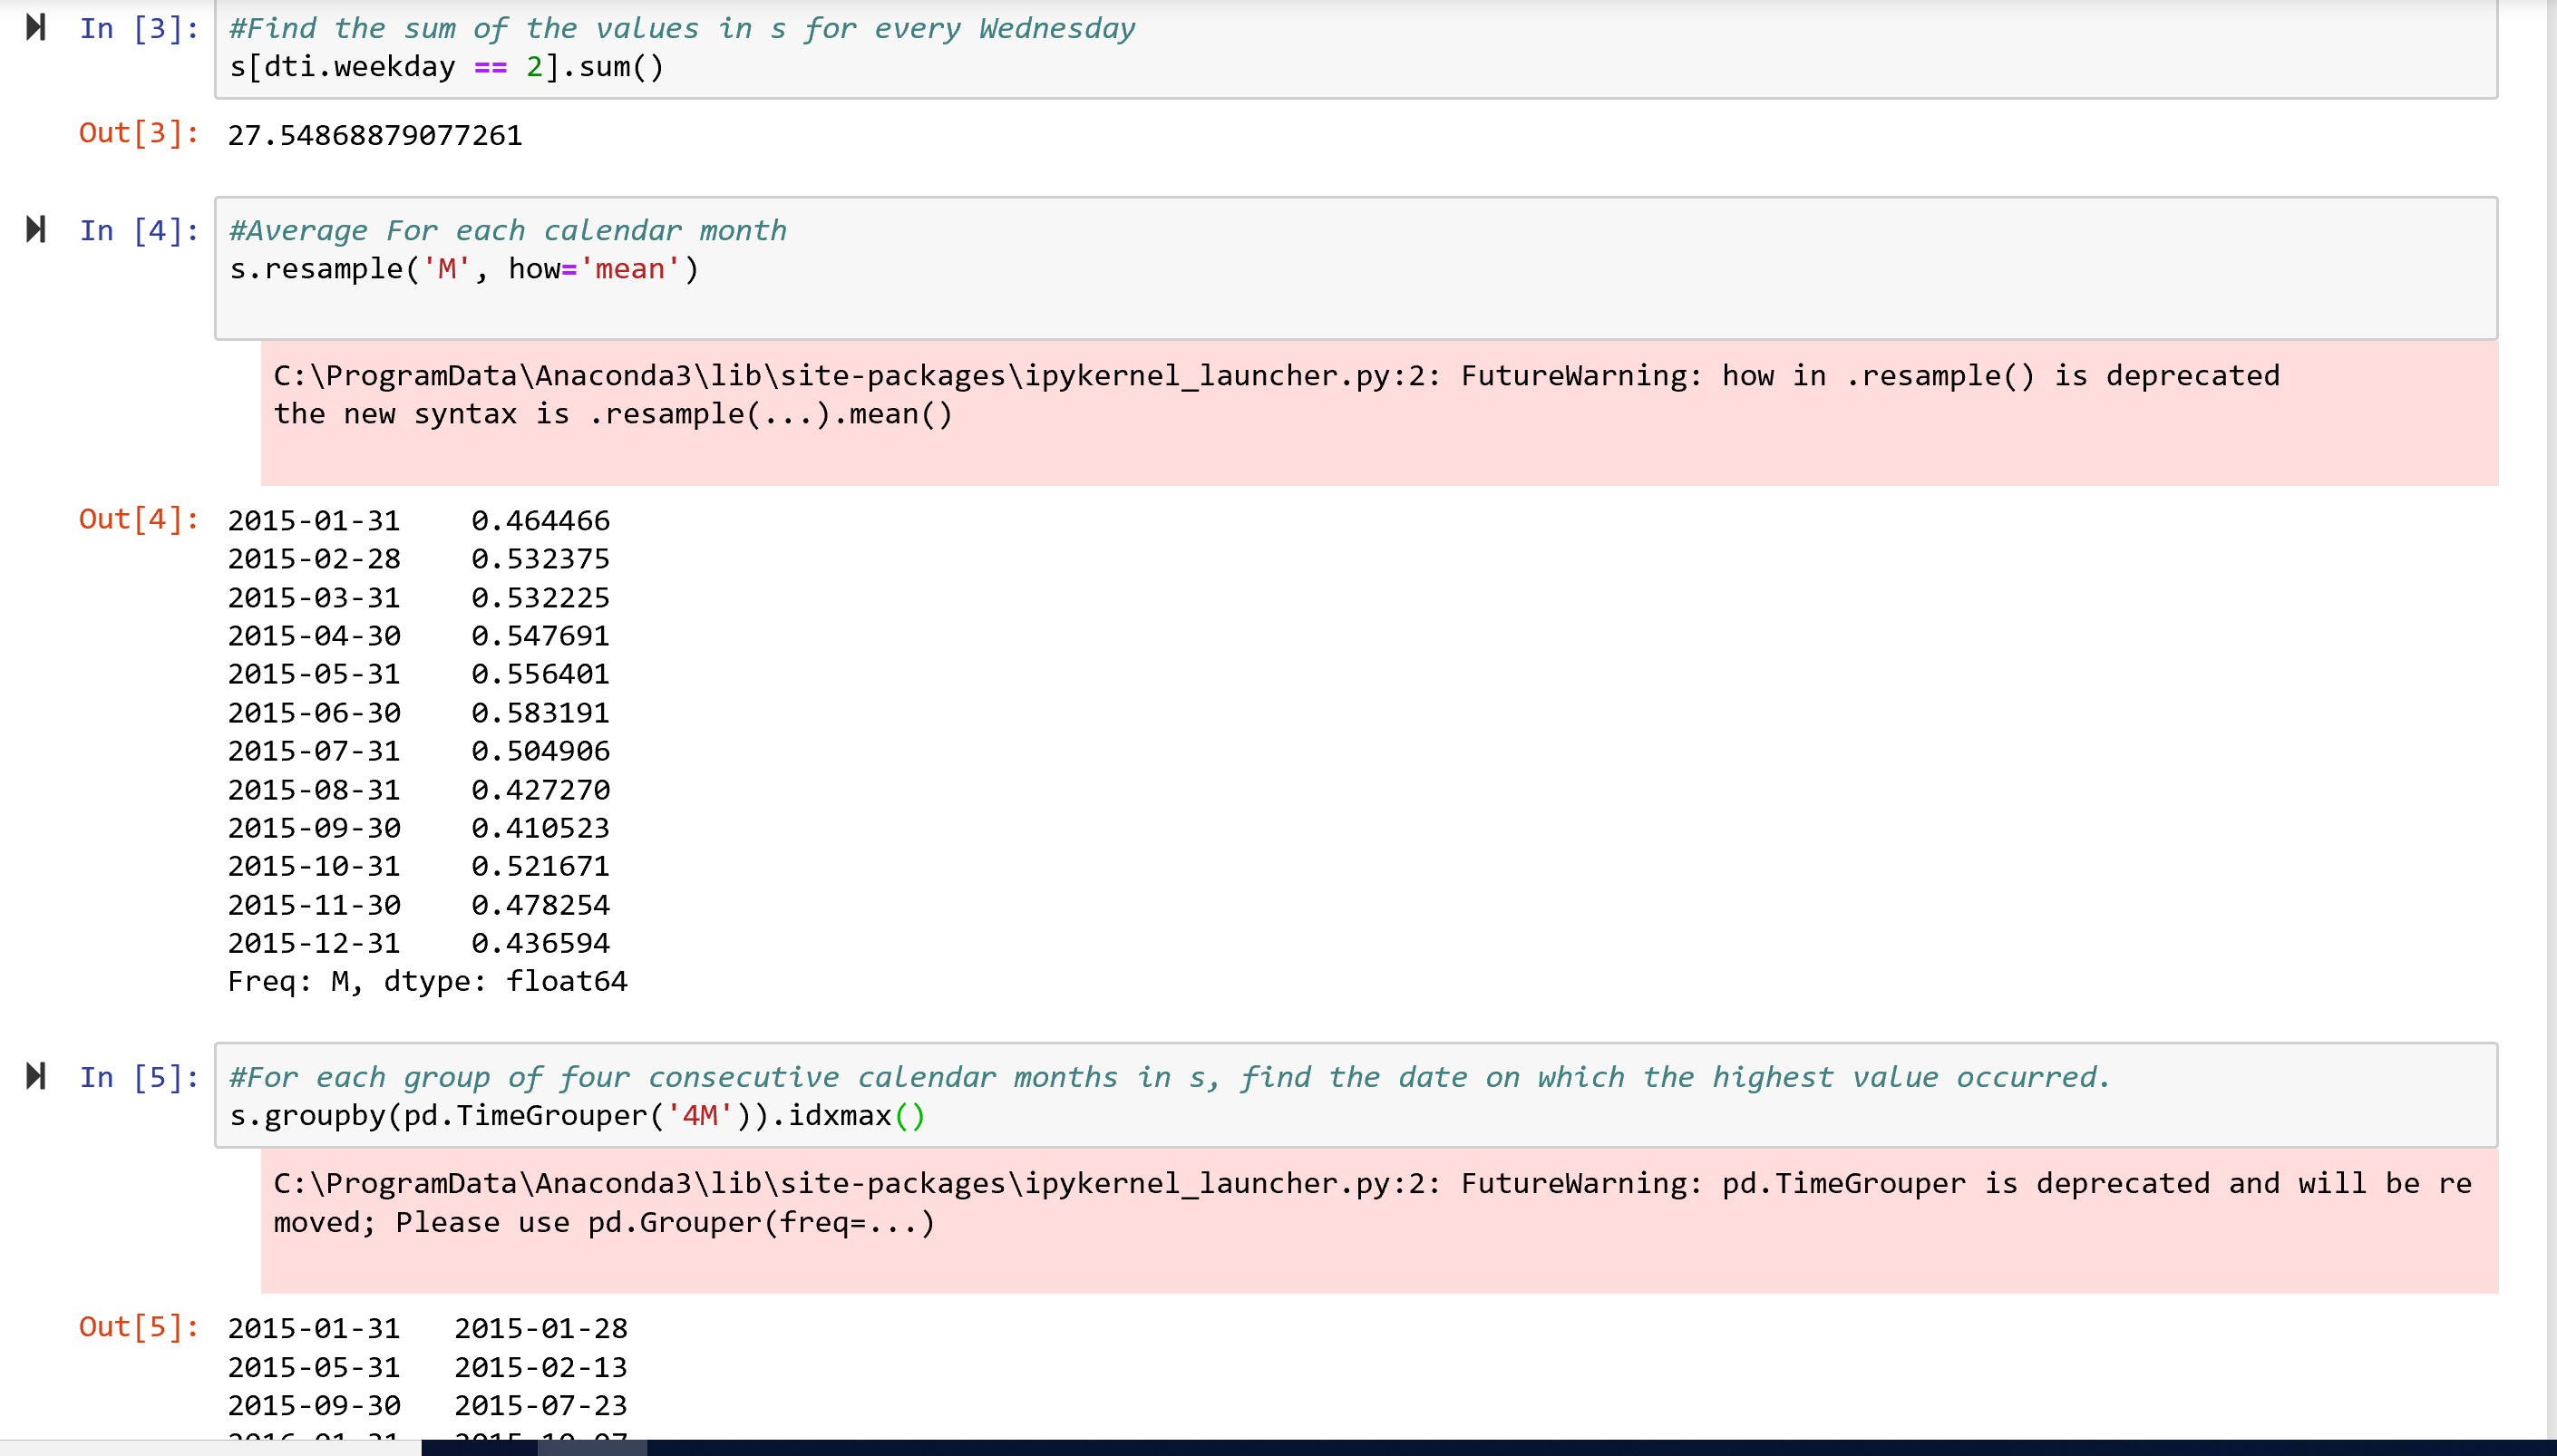 In [3]: #Find the sum of the values in s for every Wednesday
s[dti.weekday == 2].sum()
Out[3]: 27.54868879077261
In [4]: #Average For each calendar month
s.resample('M', how='mean')
C:\ProgramData\Anaconda3\lib\site-packages\ipykernel_launcher.py:2: FutureWarning: how in .resample() is deprecated
the new syntax is .resample(...).mean()
Out[4]: 2015-01-31    0.464466
2015-02-28    0.532375
2015-03-31    0.532225
2015-04-30    0.547691
2015-05-31    0.556401
2015-06-30    0.583191
2015-07-31    0.504906
2015-08-31    0.427270
2015-09-30    0.410523
2015-10-31    0.521671
2015-11-30    0.478254
2015-12-31    0.436594
Freq: M, dtype: float64
In [5]: #For each group of four consecutive calendar months in s, find the date on which the highest value occurred.
s.groupby(pd.TimeGrouper('4M')).idxmax()
C:\ProgramData\Anaconda3\lib\site-packages\ipykernel_launcher.py:2: FutureWarning: pd.TimeGrouper is deprecated and will be re
moved; Please use pd.Grouper(freq=...)
Out[5]: 2015-01-31   2015-01-28
2015-05-31   2015-02-13
2015-09-30   2015-07-23